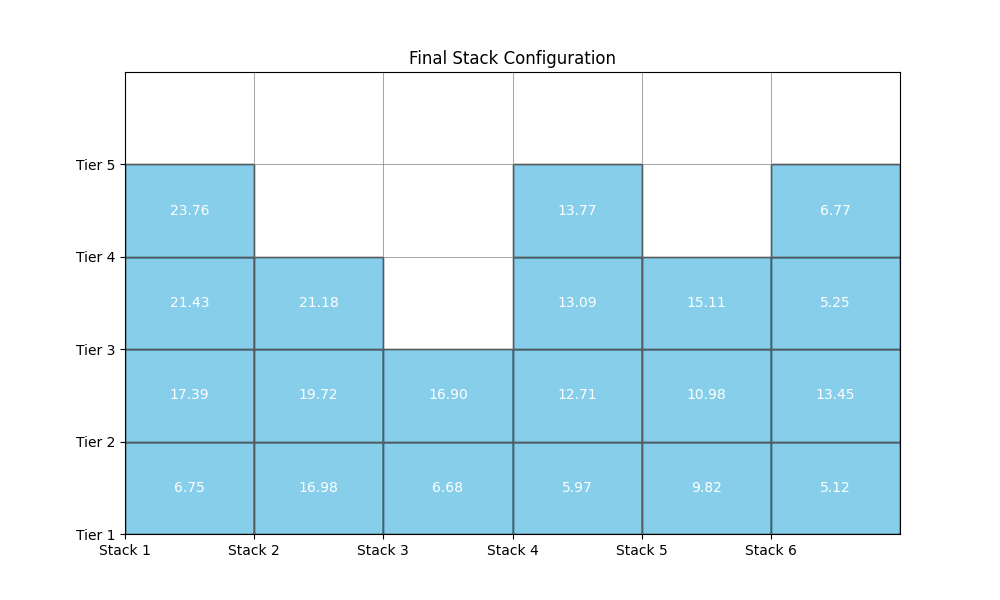 Final Stack Configuration
Tier 5
23.76 13.77 6.77
Tier 4
21.43 21.18 13.09 15.11 5.25
Tier 3
17.39 19.72 16.90 12.71 10.98 13.45
Tier 2
6.75 16.98 6.68 5.97 9.82 5.12
Tier 1
Stack 1 Stack 2 Stack 3 Stack 4 Stack 5 Stack 6